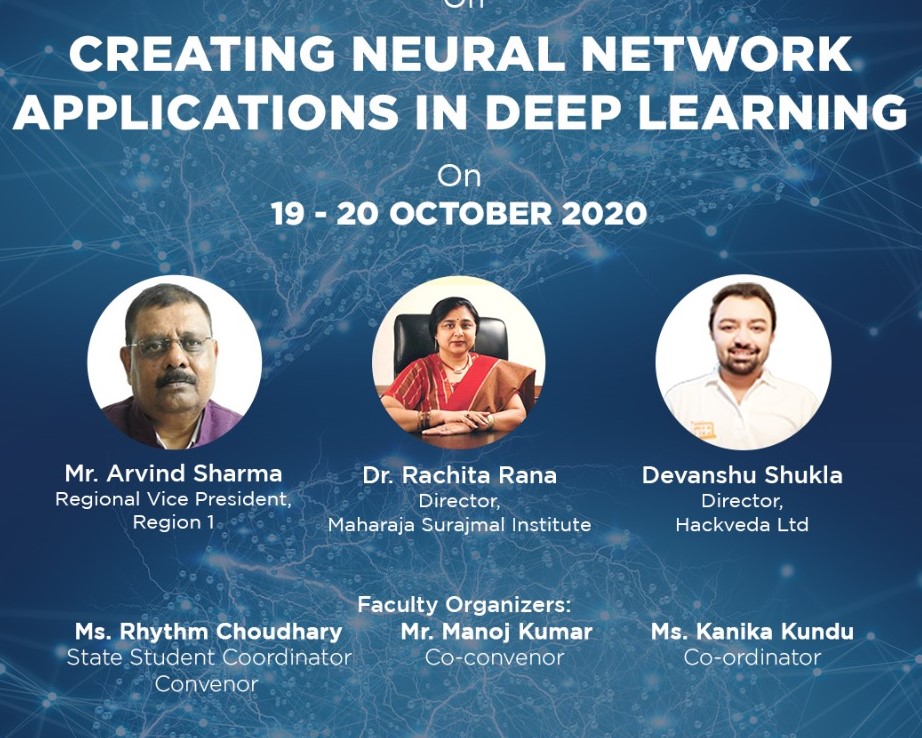 On
CREATING NEURAL NETWORK
APPLICATIONS IN DEEP LEARNING
On
19 - 20 OCTOBER 2020
Mr. Arvind Sharma
Regional Vice President,
Region 1
Dr. Rachita Rana
Director,
Maharaja Surajmal Institute
Devanshu Shukla
Director,
Hackveda Ltd
Faculty Organizers:
Ms. Rhythm Choudhary
State Student Coordinator
Convenor
Mr. Manoj Kumar
Co-convenor
Ms. Kanika Kundu
Co-ordinator